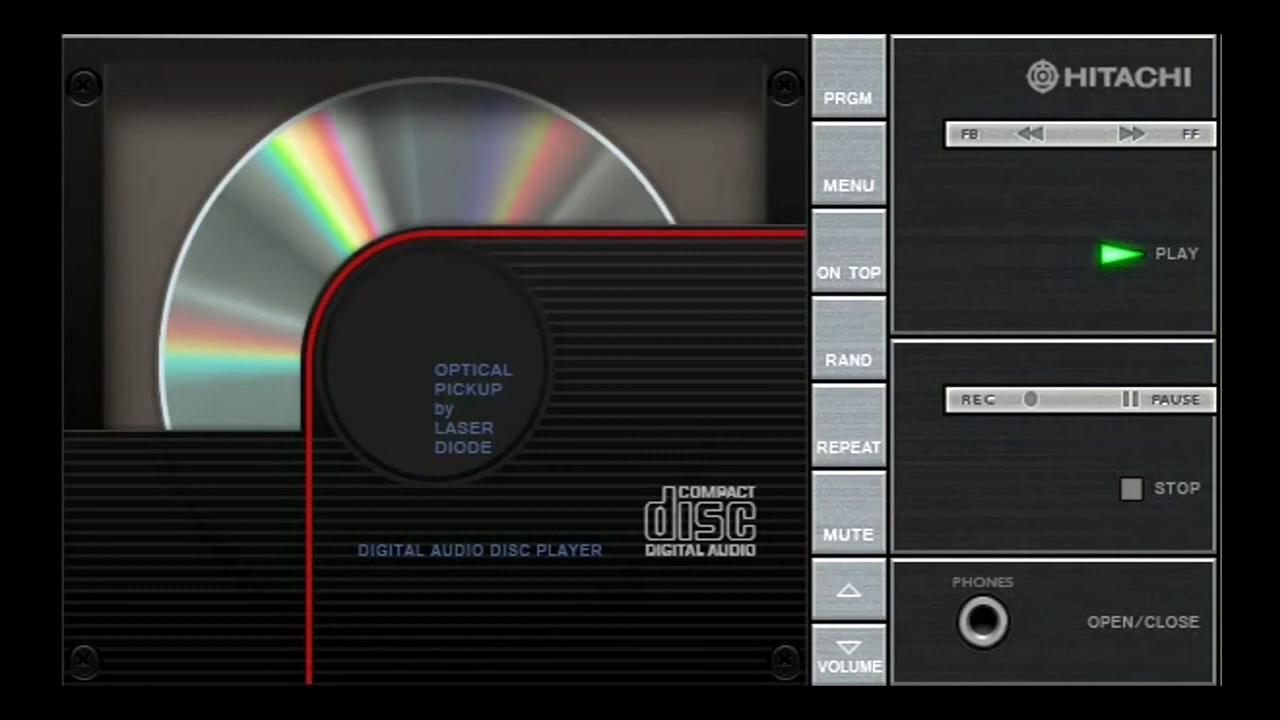 OPTICAL
PICKUP
by
LASER
DIODE
DIGITAL AUDIO DISC PLAYER
COMPACT
disc
DIGITAL AUDIO
PRGM
MENU
ON TOP
RAND
REPEAT
MUTE
VOLUME
HITACHI
FB FF
PLAY
REC PAUSE
STOP
PHONES
OPEN/CLOSE